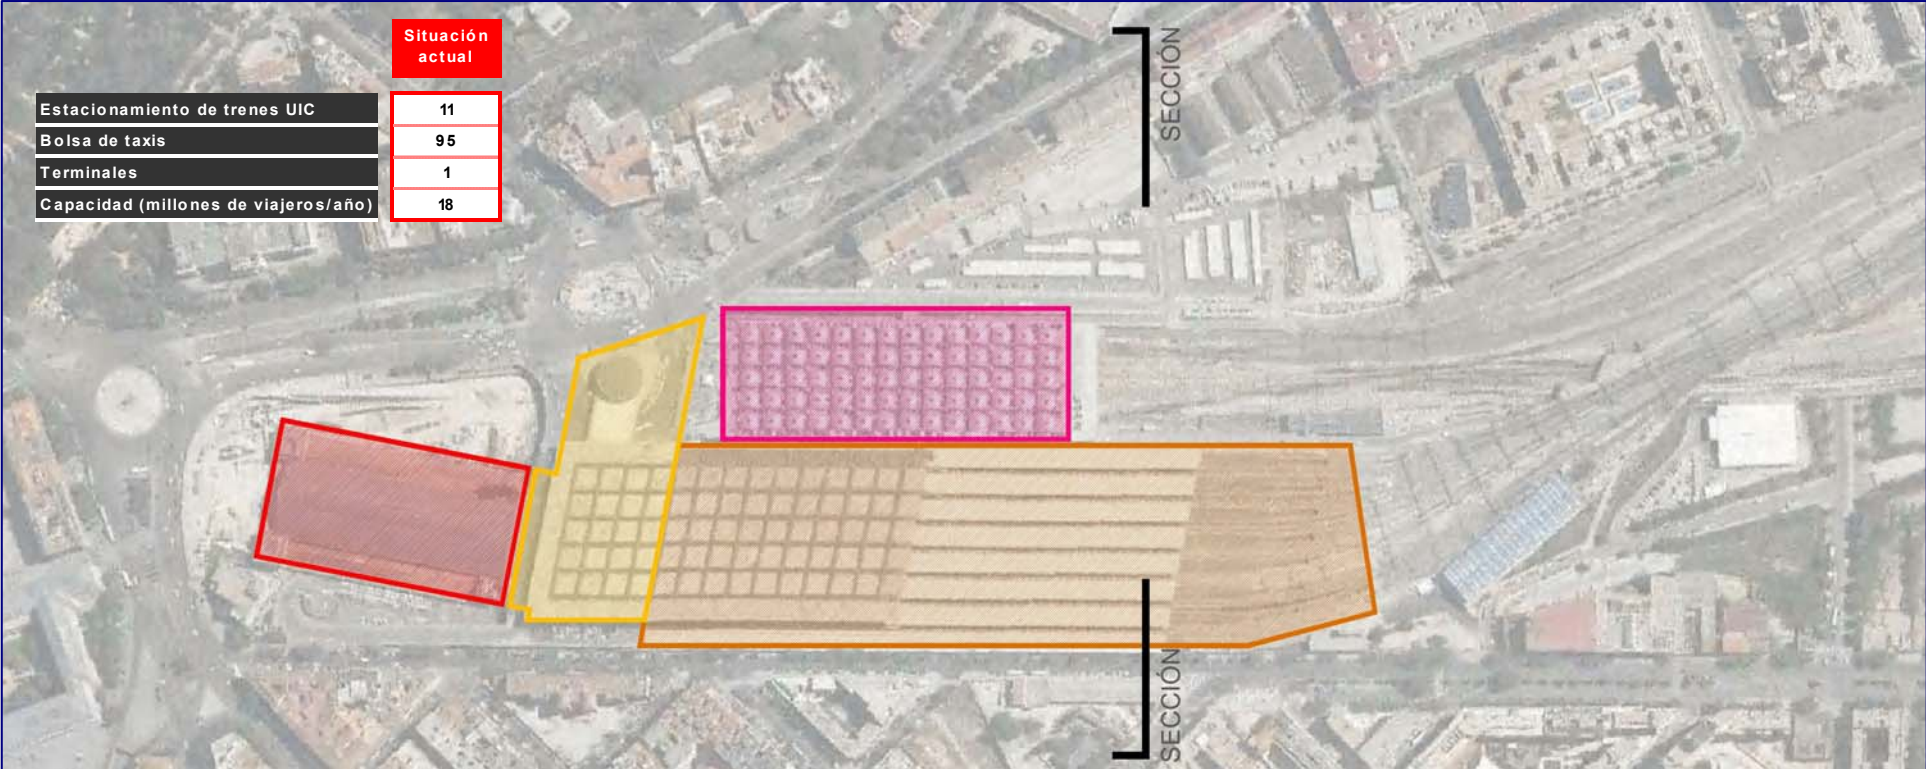 Situación
actual
Estacionamiento de trenes UIC 11
Bolsa de taxis 95
Terminales 1
Capacidad (millones de viajeros/año) 18
SECCIÓN
SECCIÓN